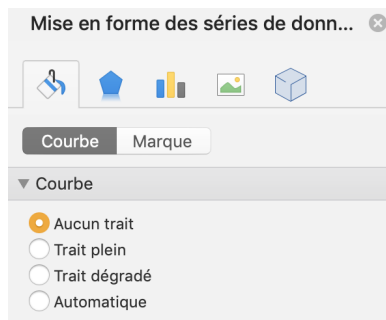 Mise en forme des séries de donn...
Courbe Marque
Courbe
Aucun trait
Trait plein
Trait dégradé
Automatique